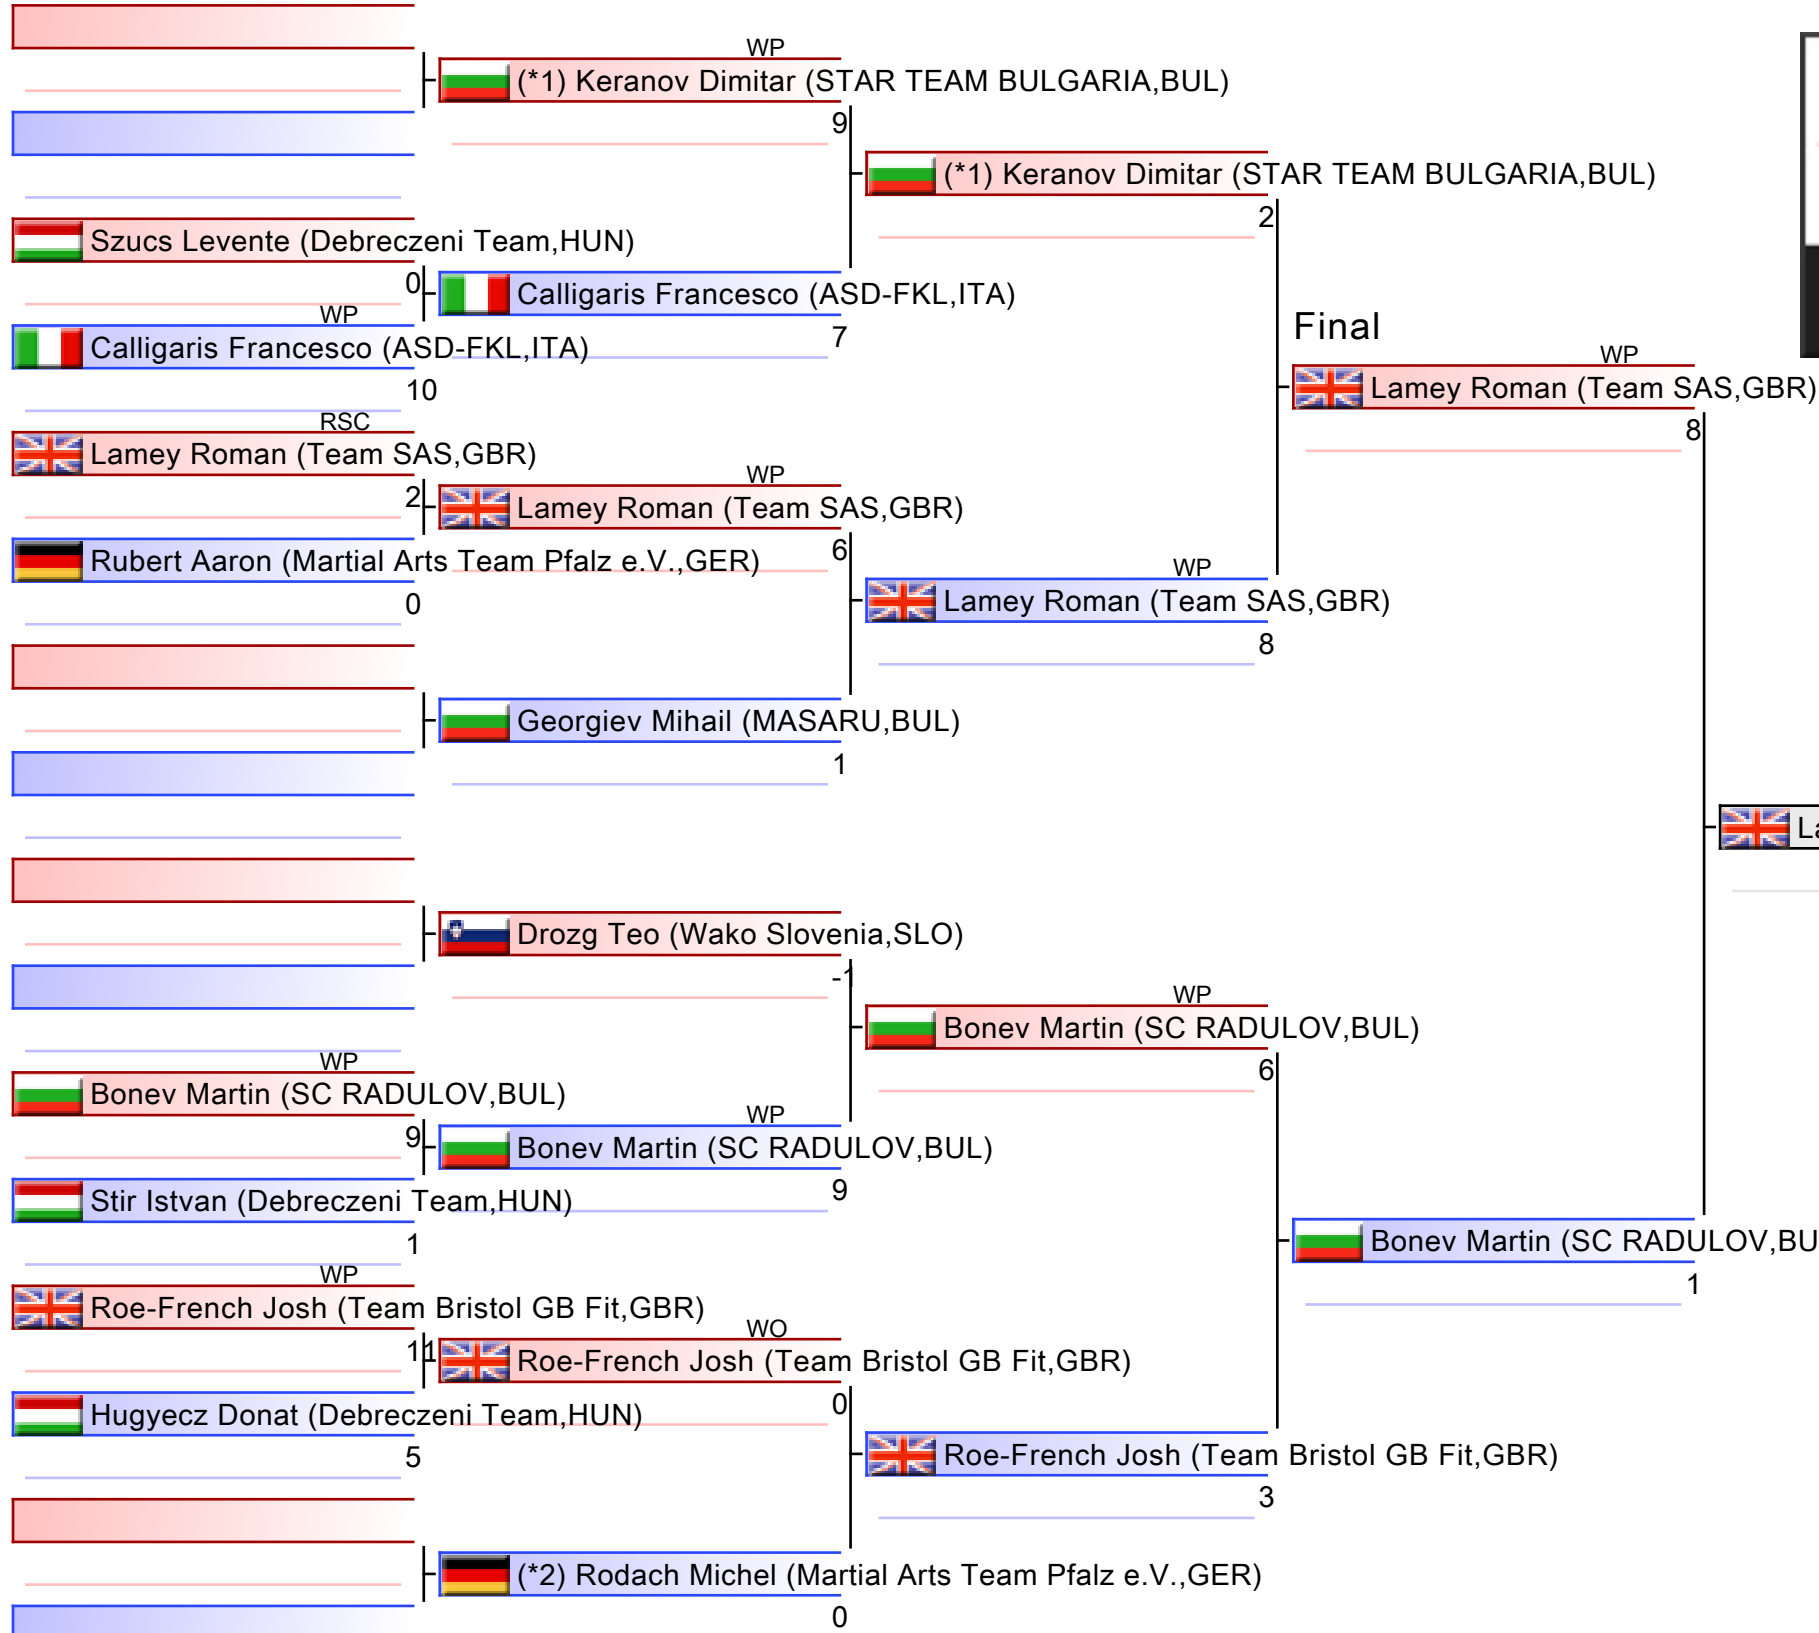 WP
(*1) Keranov Dimitar (STAR TEAM BULGARIA,BUL)
9
(*1) Keranov Dimitar (STAR TEAM BULGARIA,BUL)
2
Szucs Levente (Debreczeni Team,HUN)
0
Calligaris Francesco (ASD-FKL,ITA)
7
WP
Calligaris Francesco (ASD-FKL,ITA)
10
Final
WP
Lamey Roman (Team SAS,GBR)
8
RSC
Lamey Roman (Team SAS,GBR)
2
WP
Lamey Roman (Team SAS,GBR)
6
Rubert Aaron (Martial Arts Team Pfalz e.V.,GER)
0
WP
Lamey Roman (Team SAS,GBR)
8
Georgiev Mihail (MASARU,BUL)
1
Drozg Teo (Wako Slovenia,SLO)
-1
WP
Bonev Martin (SC RADULOV,BUL)
6
WP
Bonev Martin (SC RADULOV,BUL)
9
WP
Bonev Martin (SC RADULOV,BUL)
9
Stir Istvan (Debreczeni Team,HUN)
1
Bonev Martin (SC RADULOV,BU
1
WP
Roe-French Josh (Team Bristol GB Fit,GBR)
11
WO
Roe-French Josh (Team Bristol GB Fit,GBR)
0
Hugyecz Donat (Debreczeni Team,HUN)
5
Roe-French Josh (Team Bristol GB Fit,GBR)
3
(*2) Rodach Michel (Martial Arts Team Pfalz e.V.,GER)
0